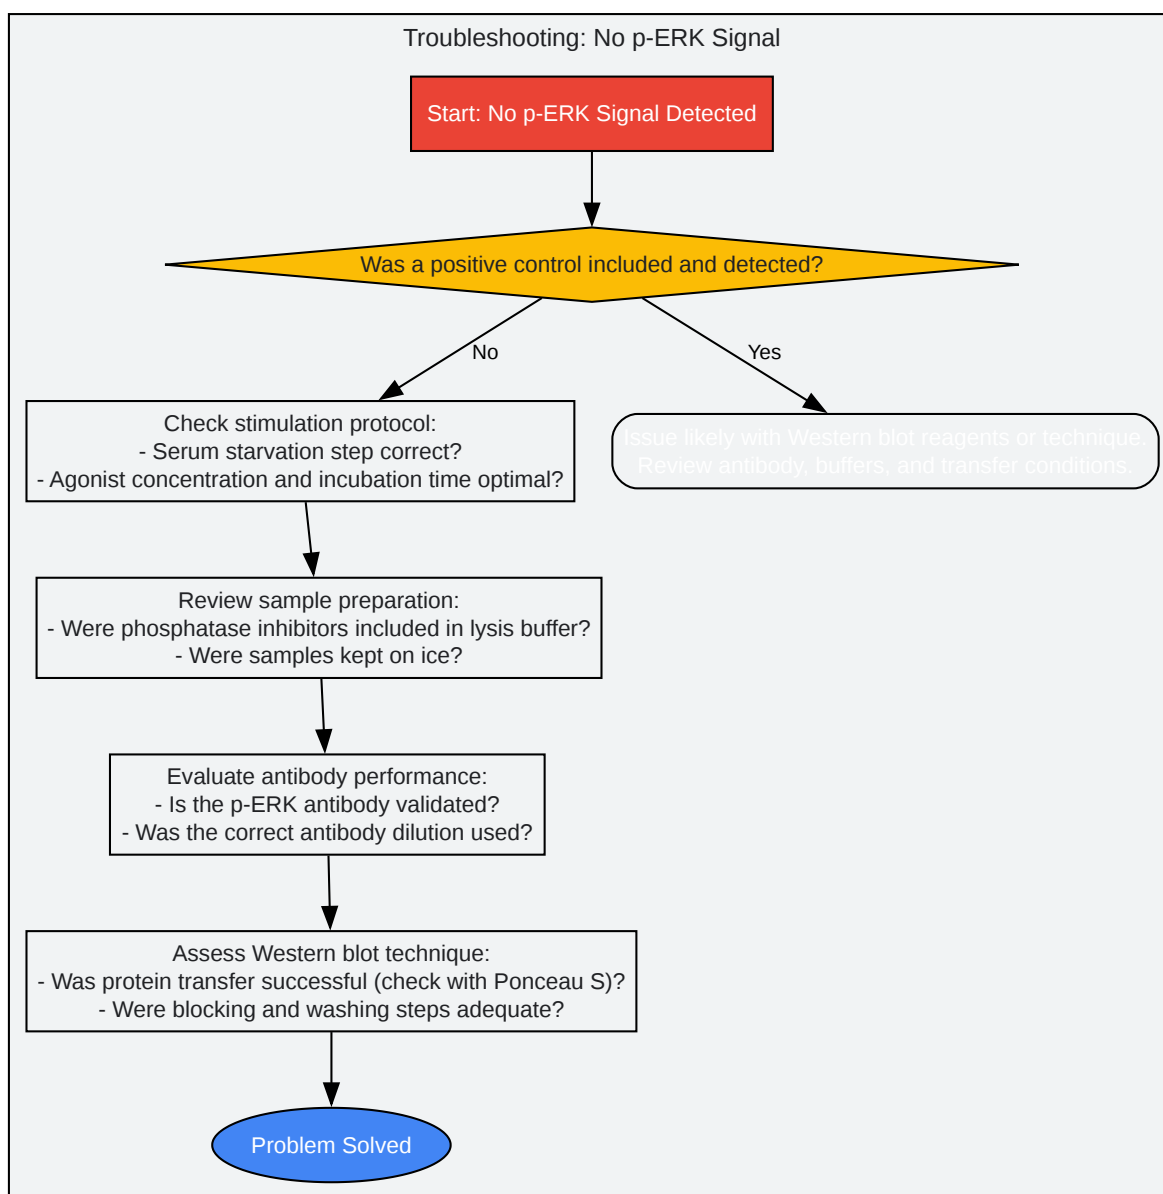 Troubleshooting: No p-ERK Signal
Start: No p-ERK Signal Detected
Was a positive control included and detected?
No
Yes
Check stimulation protocol:
- Serum starvation step correct?
- Agonist concentration and incubation time optimal?
Issue likely with Western blot reagents or technique.
Review antibody, buffers, and transfer conditions.
Review sample preparation:
- Were phosphatase inhibitors included in lysis buffer?
- Were samples kept on ice?
Evaluate antibody performance:
- Is the p-ERK antibody validated?
- Was the correct antibody dilution used?
Assess Western blot technique:
- Was protein transfer successful (check with Ponceau S)?
- Were blocking and washing steps adequate?
Problem Solved